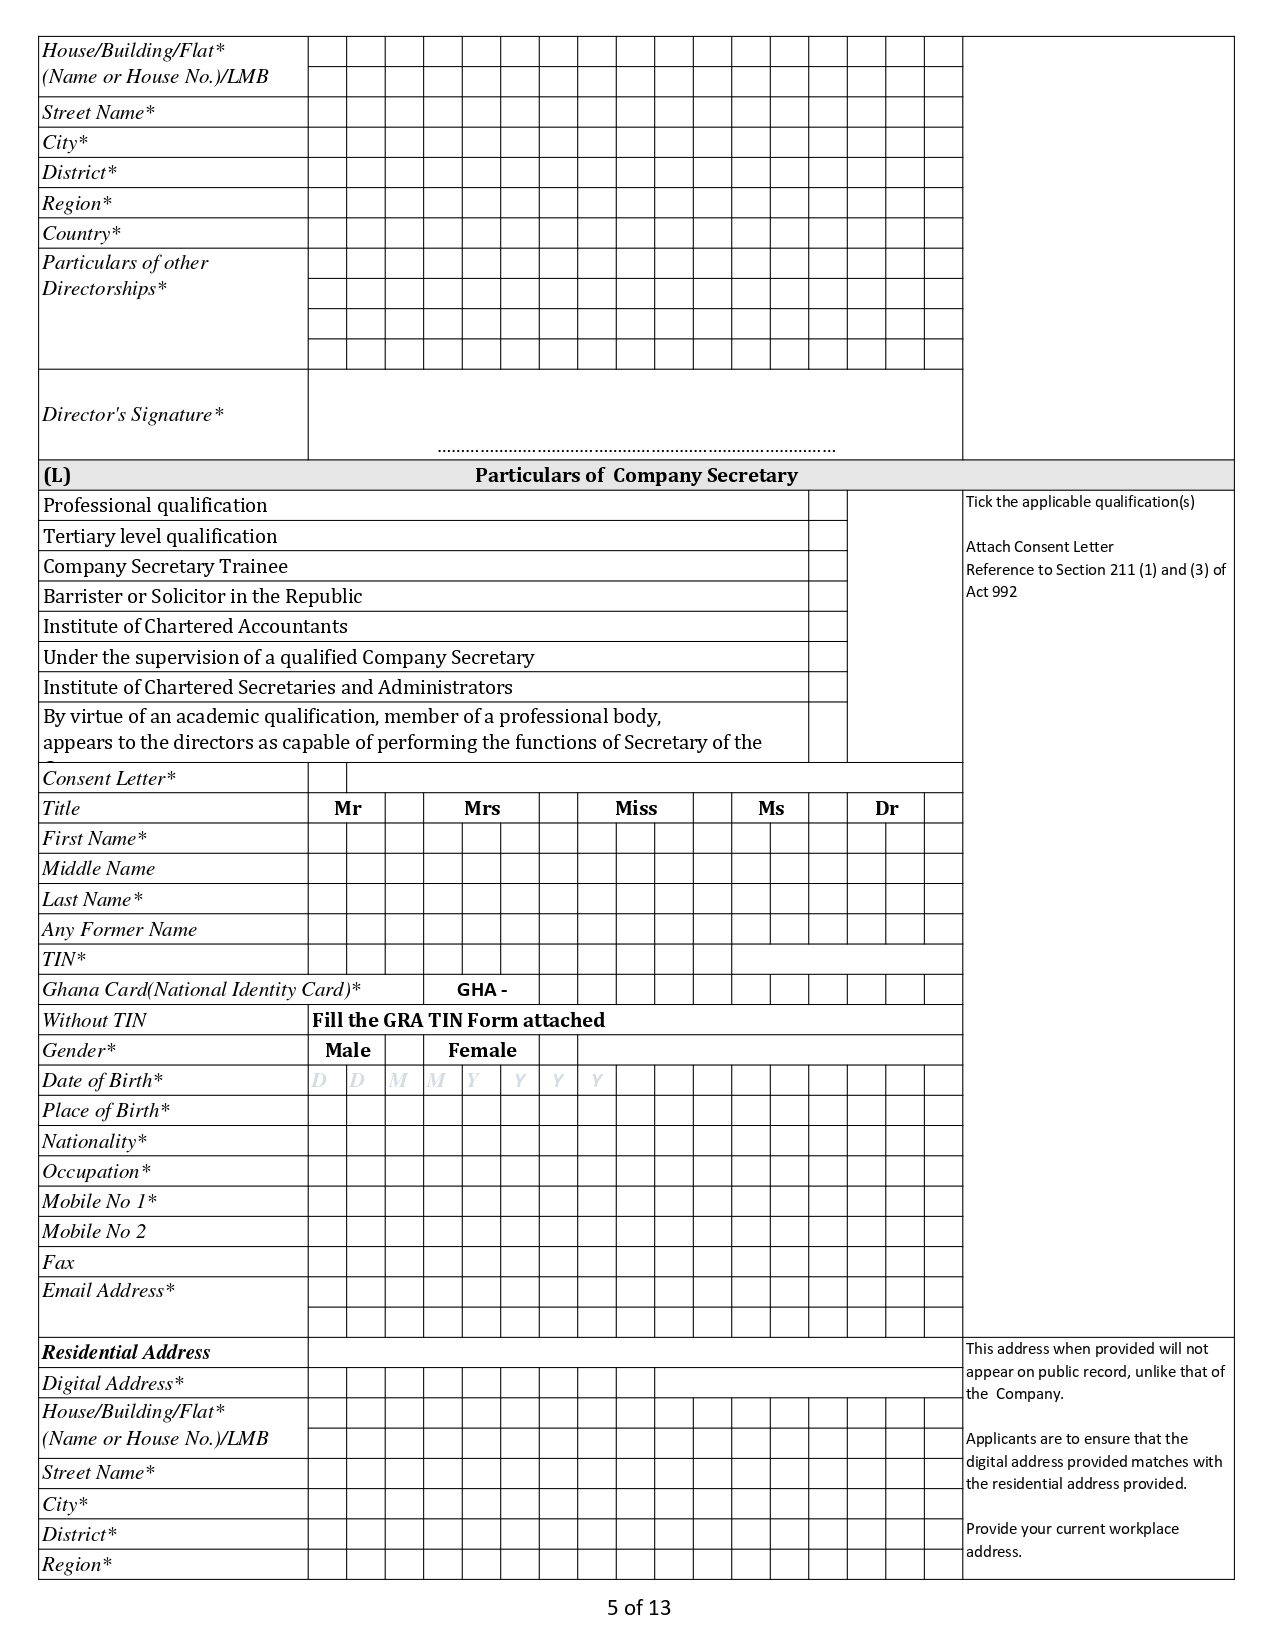 House/Building/Flat*
(Name or House No.)/LMB
Street Name*
City*
District*
Region*
Country*
Particulars of other
Directorships*
Director's Signature*
....................................................................................
(L) Particulars of Company Secretary
Professional qualification
Tertiary level qualification
Company Secretary Trainee
Barrister or Solicitor in the Republic
Institute of Chartered Accountants
Under the supervision of a qualified Company Secretary
Institute of Chartered Secretaries and Administrators
By virtue of an academic qualification, member of a professional body,
appears to the directors as capable of performing the functions of Secretary of the
Tick the applicable qualification(s)
Attach Consent Letter
Reference to Section 211 (1) and (3) of
Act 992
Consent Letter*
Title Mr Mrs Miss Ms Dr
First Name*
Middle Name
Last Name*
Any Former Name
TIN*
Ghana Card(National Identity Card)* GHA -
Without TIN Fill the GRA TIN Form attached
Gender* Male Female
Date of Birth* D D M M Y Y Y Y
Place of Birth*
Nationality*
Occupation*
Mobile No 1*
Mobile No 2
Fax
Email Address*
Residential Address
Digital Address*
House/Building/Flat*
(Name or House No.)/LMB
Street Name*
City*
District*
Region*
This address when provided will not
appear on public record, unlike that of
the Company.
Applicants are to ensure that the
digital address provided matches with
the residential address provided.
Provide your current workplace
address.
5 of 13